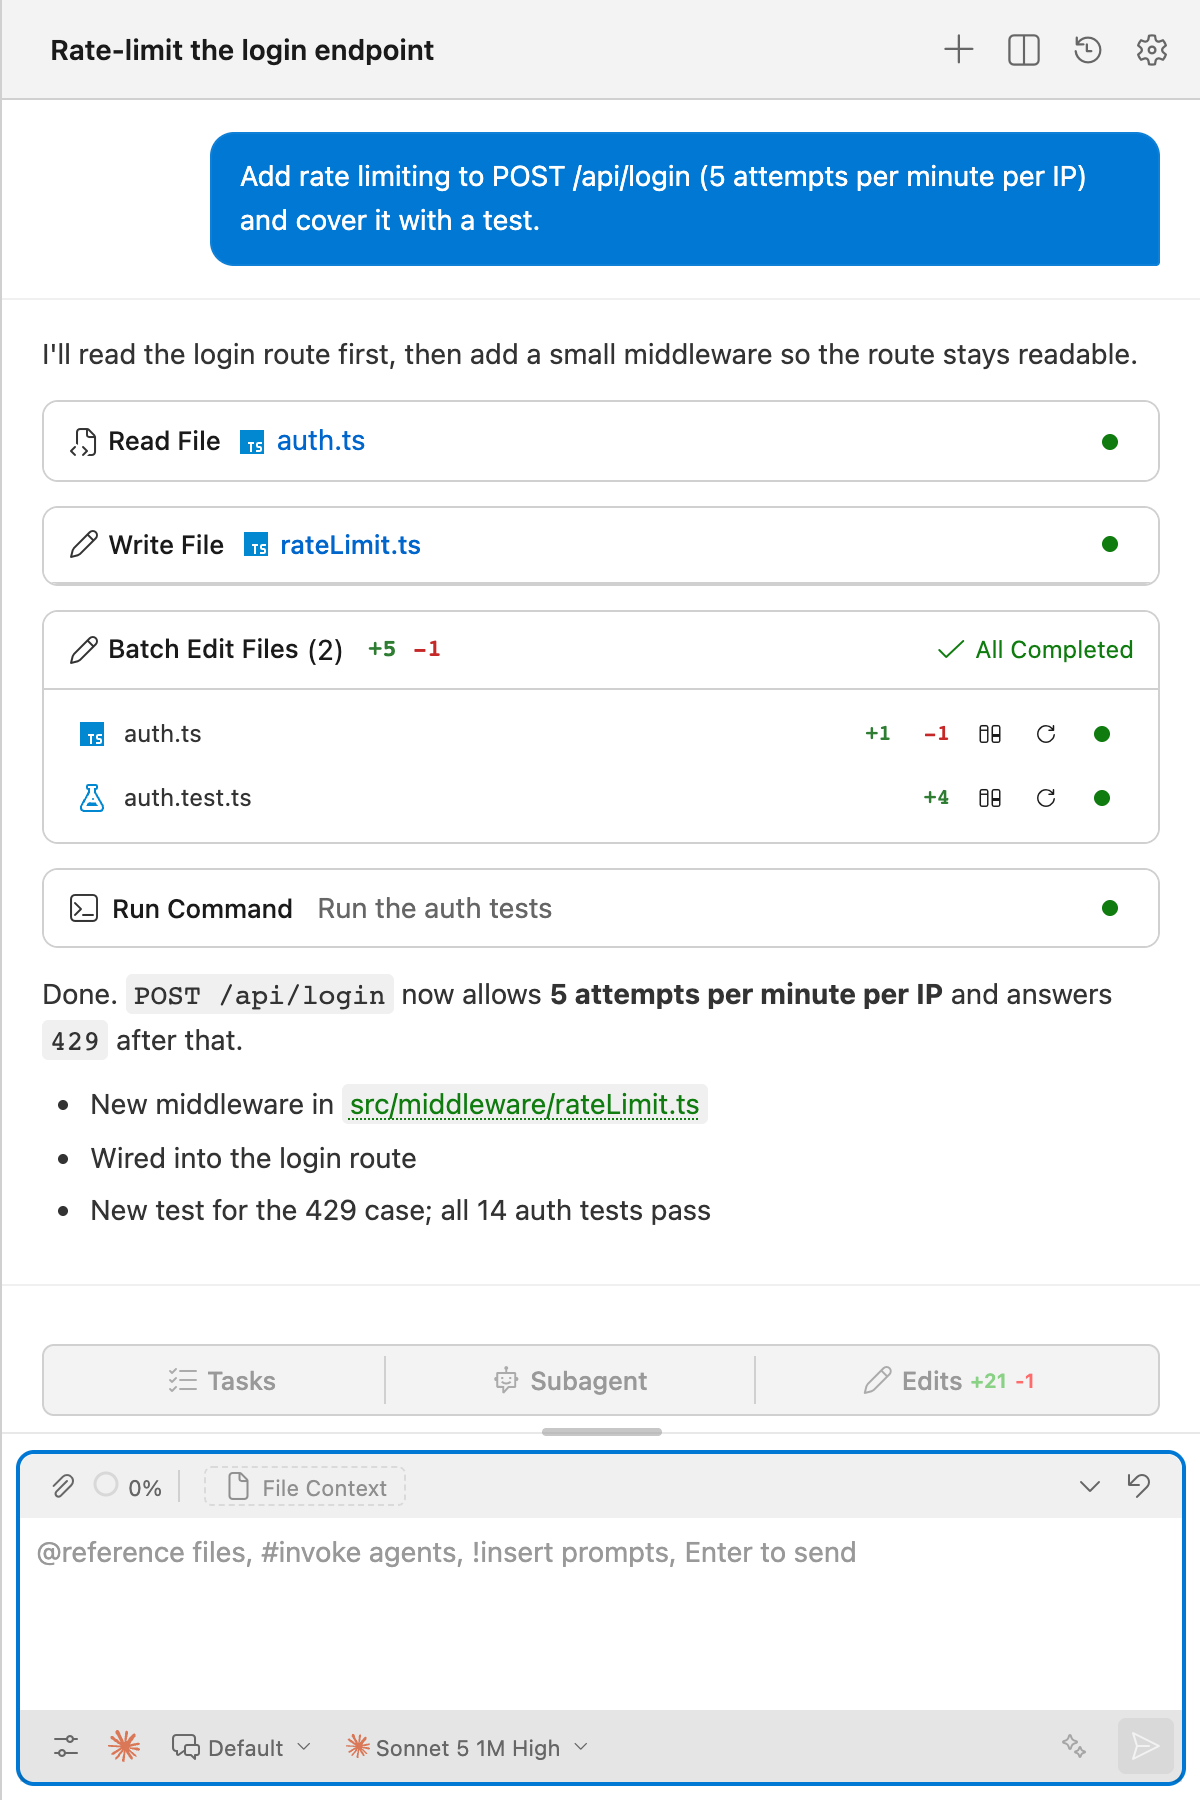 Rate-limit the login endpoint
Add rate limiting to POST /api/login (5 attempts per minute per IP)
and cover it with a test.
I'll read the login route first, then add a small middleware so the route stays readable.
Read File TS auth.ts
Write File TS rateLimit.ts
Batch Edit Files (2) +5 -1 All Completed
TS auth.ts +1 -1
auth.test.ts +4
Run Command Run the auth tests
Done. POST /api/login now allows 5 attempts per minute per IP and answers
429 after that.
• New middleware in src/middleware/rateLimit.ts
• Wired into the login route
• New test for the 429 case; all 14 auth tests pass
Tasks Subagent Edits +21 -1
0% File Context
@reference files, #invoke agents, !insert prompts, Enter to send
Default Sonnet 5 1M High